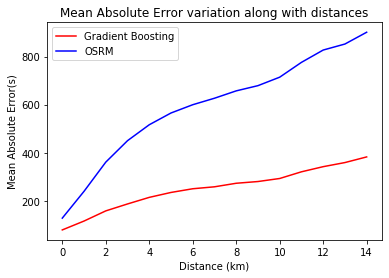 Mean Absolute Error variation along with distances
Gradient Boosting
OSRM
Mean Absolute Error(s)
800
600
400
200
0 2 4 6 8 10 12 14
Distance (km)